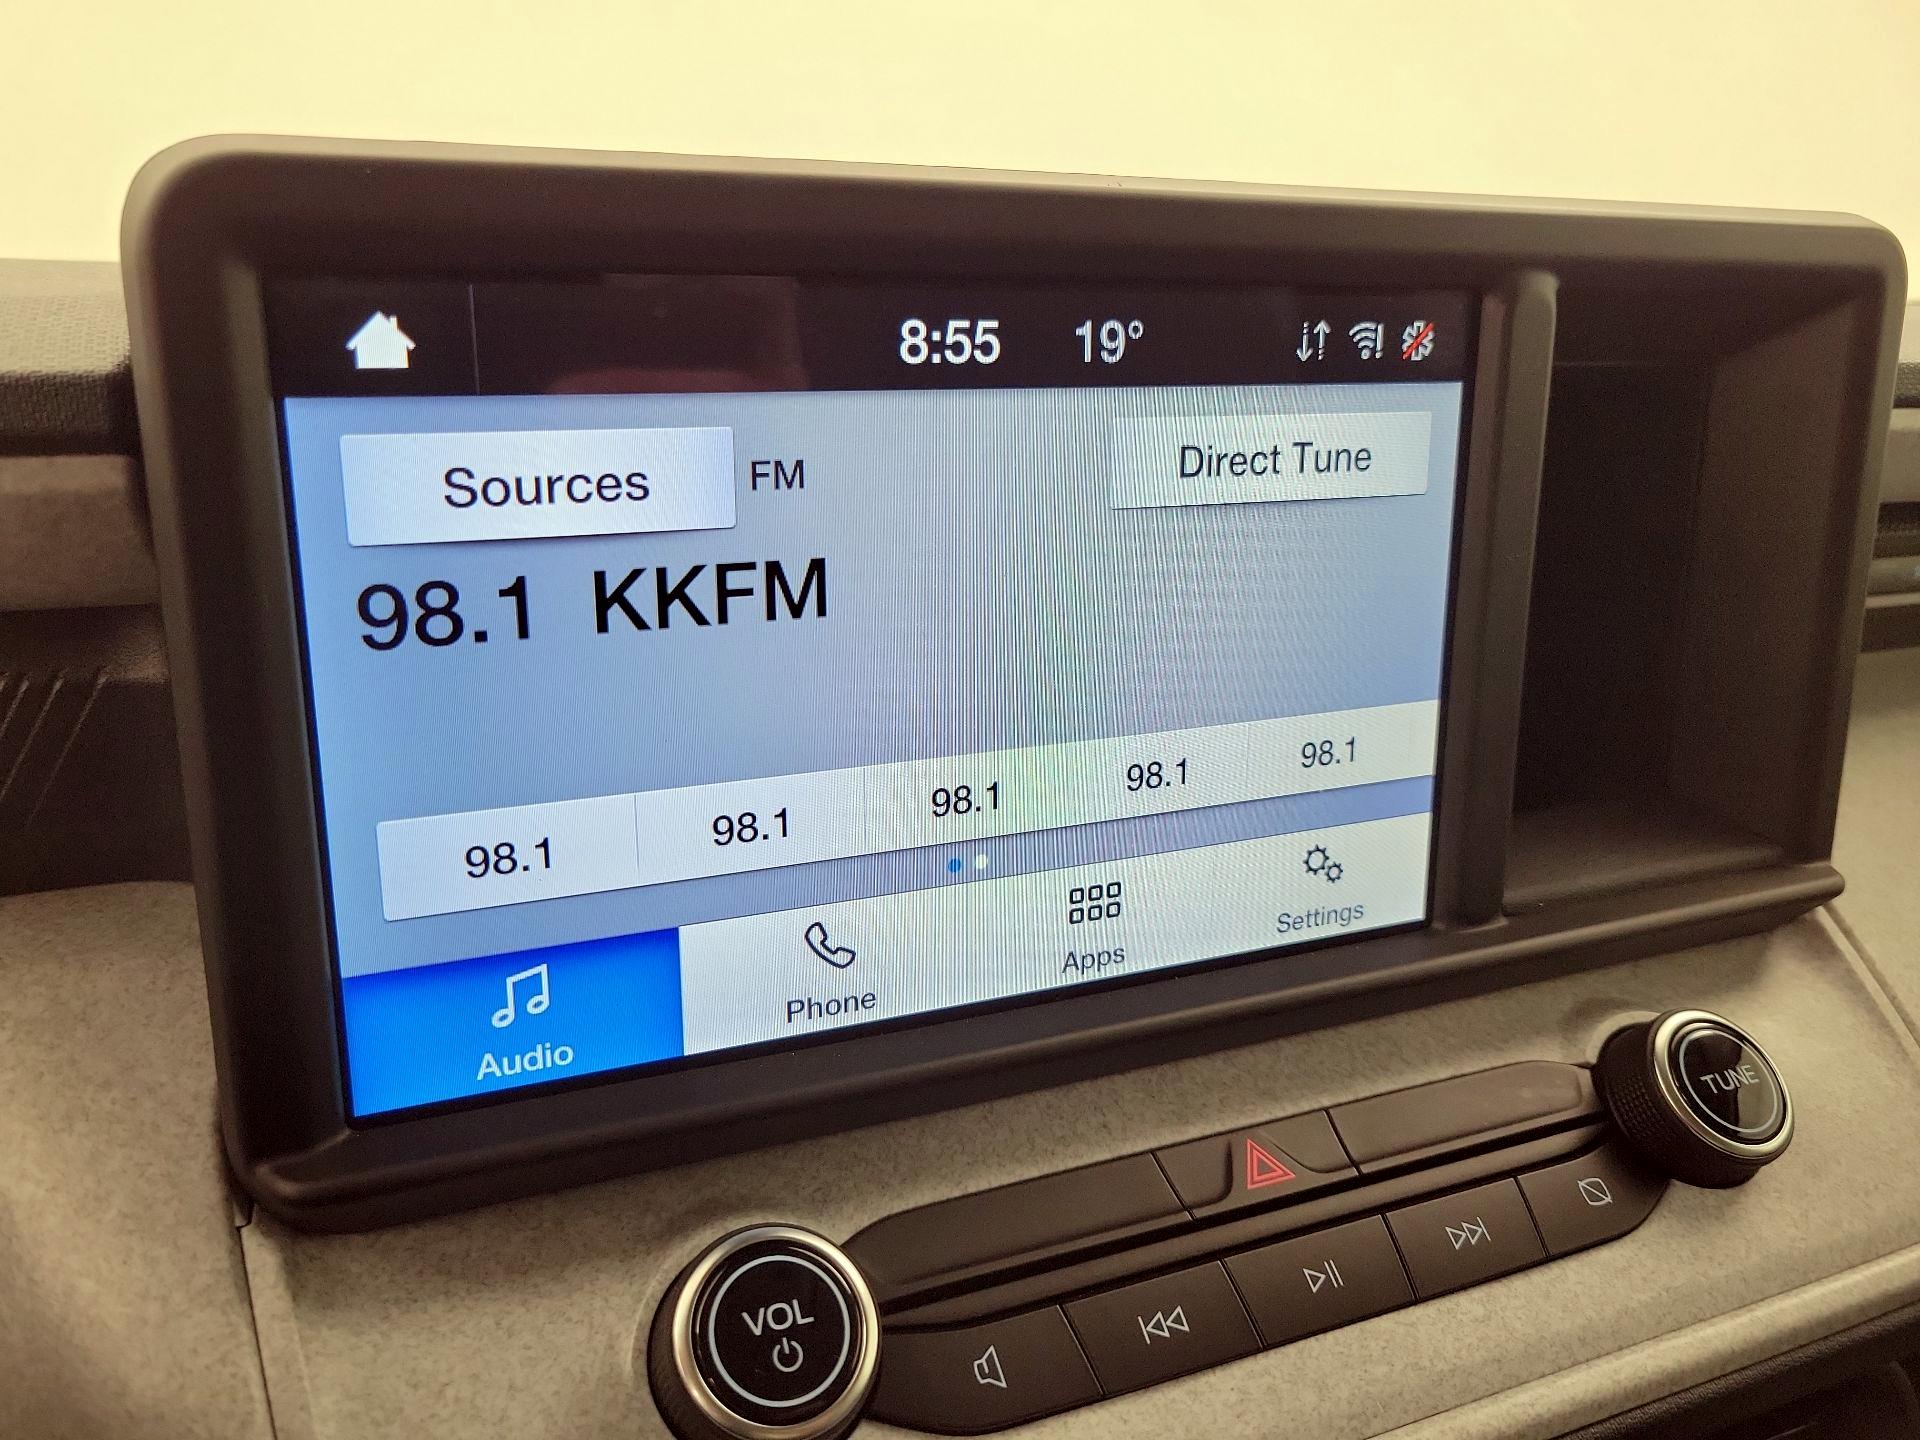 8:55 19°
Sources FM Direct Tune
98.1 KKFM
98.1 98.1 98.1 98.1 98.1
Audio Phone Apps Settings
TUNE
VOL